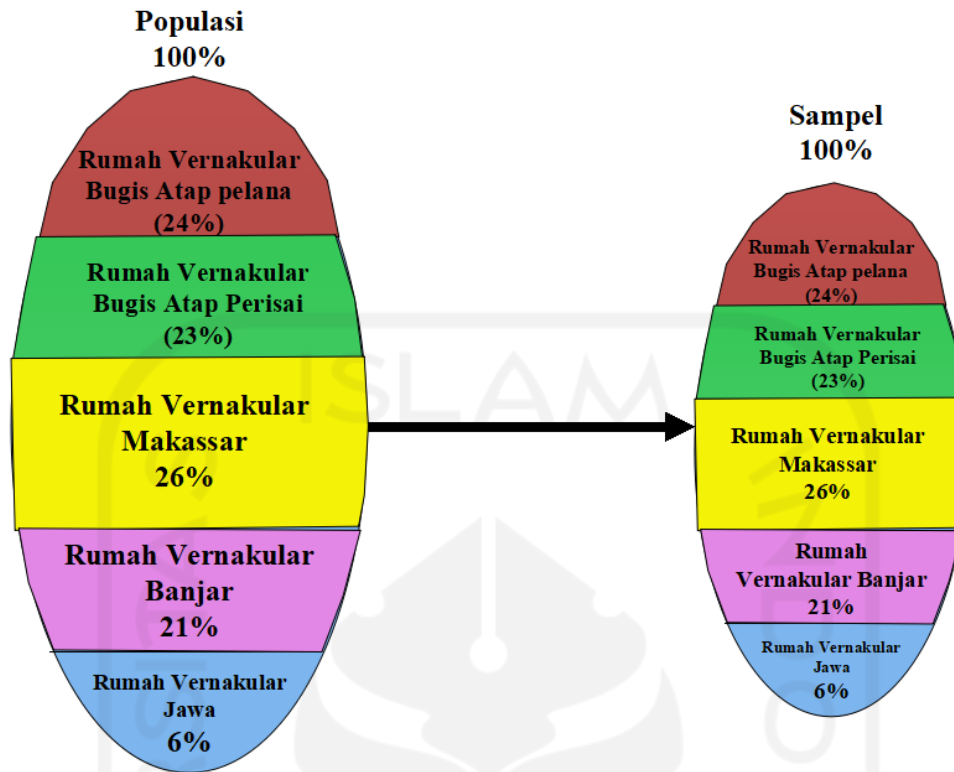 Populasi
100%
Rumah Vernakular
Bugis Atap pelana
(24%)
Rumah Vernakular
Bugis Atap Perisai
(23%)
Rumah Vernakular
Makassar
26%
Rumah Vernakular
Banjar
21%
Rumah Vernakular
Jawa
6%
Sampel
100%
Rumah Vernakular
Bugis Atap pelana
(24%)
Rumah Vernakular
Bugis Atap Perisai
(23%)
Rumah Vernakular
Makassar
26%
Rumah
Vernakular Banjar
21%
Rumah Vernakular
Jawa
6%
ISLAM